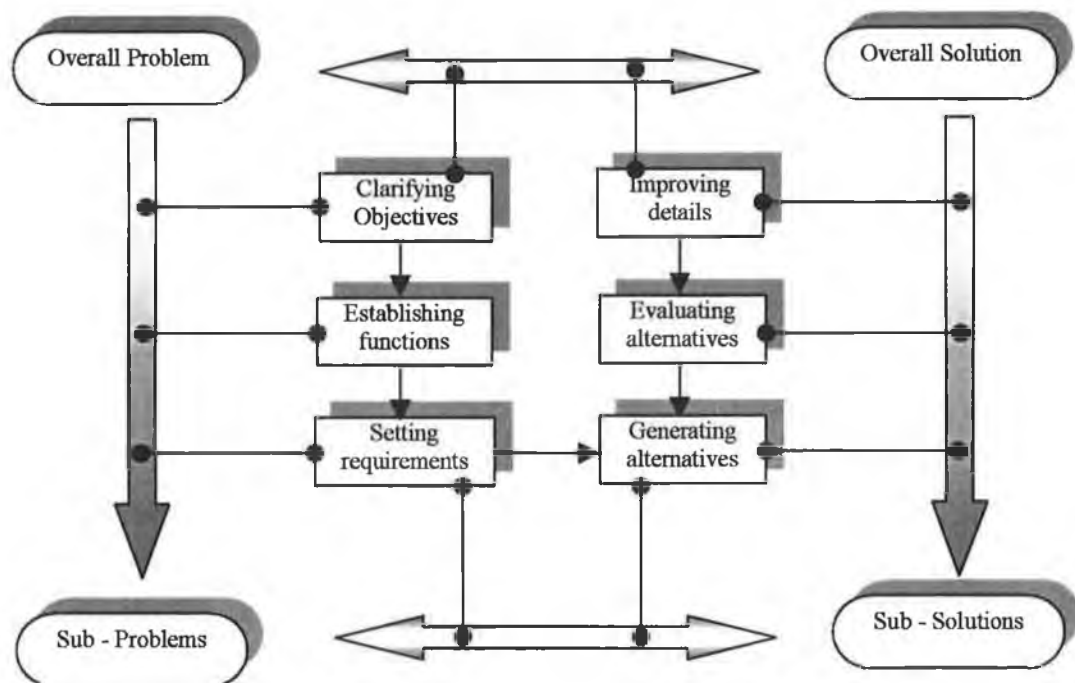 Overall Problem
Overall Solution
Clarifying
Objectives
Improving
details
Establishing
functions
Evaluating
alternatives
Setting
requirements
Generating
alternatives
Sub - Problems
Sub - Solutions